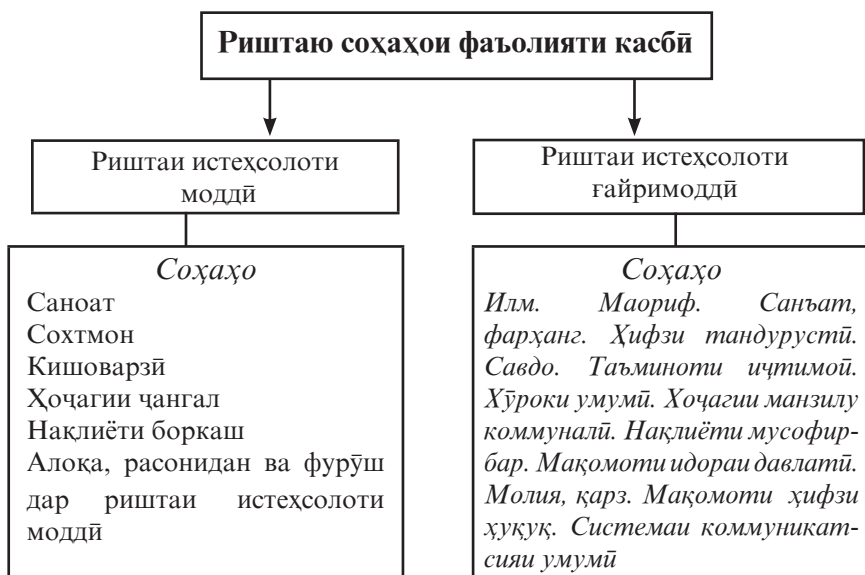 Риштаю соҳаҳои фаъолияти касбӣ
Риштаи истеҳсолоти
моддӣ
Риштаи истеҳсолоти
ғайримоддӣ
Соҳаҳо
Саноат
Сохтмон
Кишоварзӣ
Ҳоҷагии ҷангал
Нақлиёти боркаш
Алоқа, расонидан ва фурӯш
дар риштаи истеҳсолоти
моддӣ
Соҳаҳо
Илм. Маориф. Санъат,
фарҳанг. Ҳифзи тандурустӣ.
Савдо. Таъминоти иҷтимоӣ.
Хӯроки умумӣ. Хоҷагии манзилу
коммуналӣ. Нақлиёти мусофир-
бар. Мақомоти идораи давлатӣ.
Молия, қарз. Мақомоти ҳифзи
ҳуқуқ. Системаи коммуникат-
сияи умумӣ